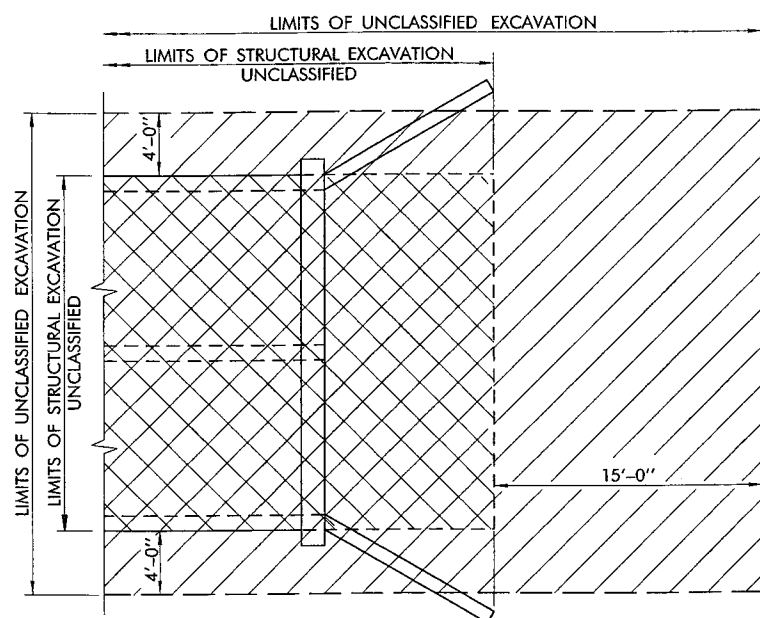 LIMITS OF UNCLASSIFIED EXCAVATION
LIMITS OF STRUCTURAL EXCAVATION
UNCLASSIFIED
4'-0"
LIMITS OF UNCLASSIFIED EXCAVATION
LIMITS OF STRUCTURAL EXCAVATION
UNCLASSIFIED
15'-0"
4'-0"